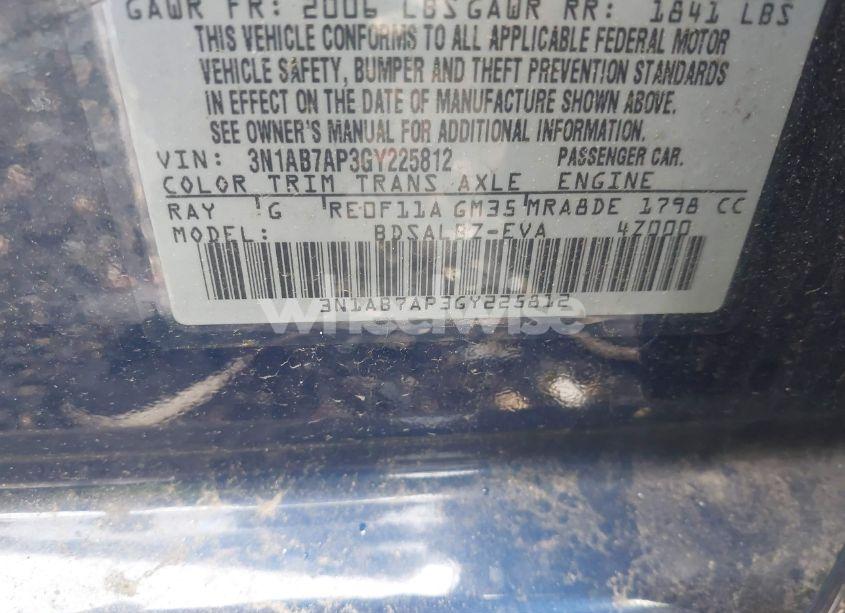 GAWR FR: 2006 LBS GAWR RR: 1841 LBS
THIS VEHICLE CONFORMS TO ALL APPLICABLE FEDERAL MOTOR
VEHICLE SAFETY, BUMPER AND THEFT PREVENTION STANDARDS
IN EFFECT ON THE DATE OF MANUFACTURE SHOWN ABOVE.
SEE OWNER'S MANUAL FOR ADDITIONAL INFORMATION.
VIN: 3N1AB7AP3GY225812 PASSENGER CAR.
COLOR TRIM TRANS AXLE ENGINE
RAY G RE0F11A GM35 MRA8DE 1798 CC
MODEL: BDSALBZ-EVA 4Z000
3N1AB7AP3GY225812
wheelwise